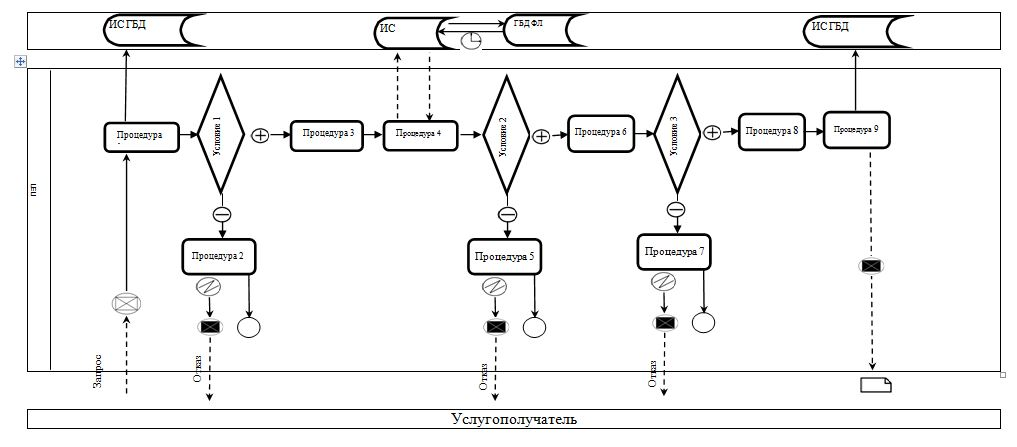 ИС ГБД
ИС
ГБД ФЛ
ИС ГБД
Процедура
Условие 1
Процедура 3
Процедура 4
Условие 2
Процедура 6
Условие 3
Процедура 8
Процедура 9
ПЭП
Процедура 2
Процедура 5
Процедура 7
Запрос
Отказ
Отказ
Отказ
Услугополучатель